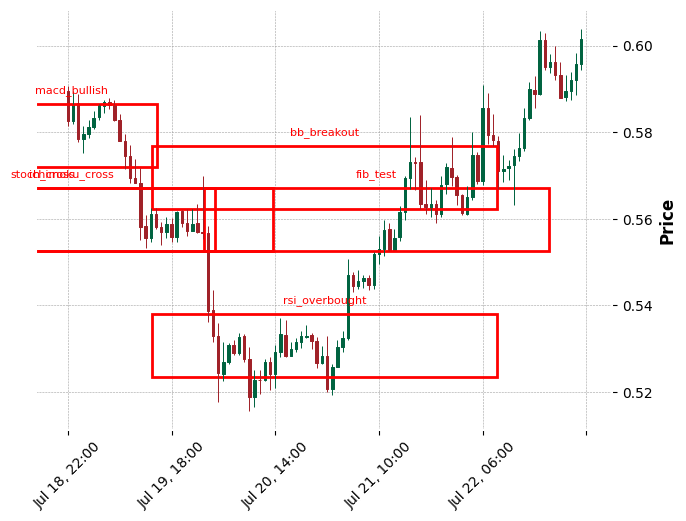 macd_bullish
0.60
bb_breakout
0.58
ichimoku_cross
fib_test
0.56
Price
rsi_overbought
0.54
0.52
Jul 18, 22:00
Jul 19, 18:00
Jul 20, 14:00
Jul 21, 10:00
Jul 22, 06:00